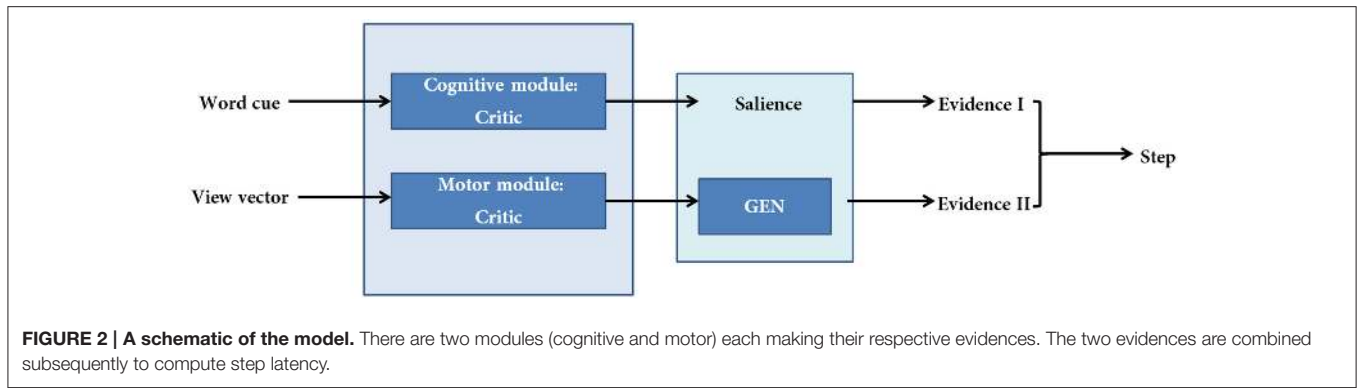 Word cue
Cognitive module:
Critic
Salience
Evidence I
Step
View vector
Motor module:
Critic
GEN
Evidence II
FIGURE 2 | A schematic of the model. There are two modules (cognitive and motor) each making their respective evidences. The two evidences are combined
subsequently to compute step latency.